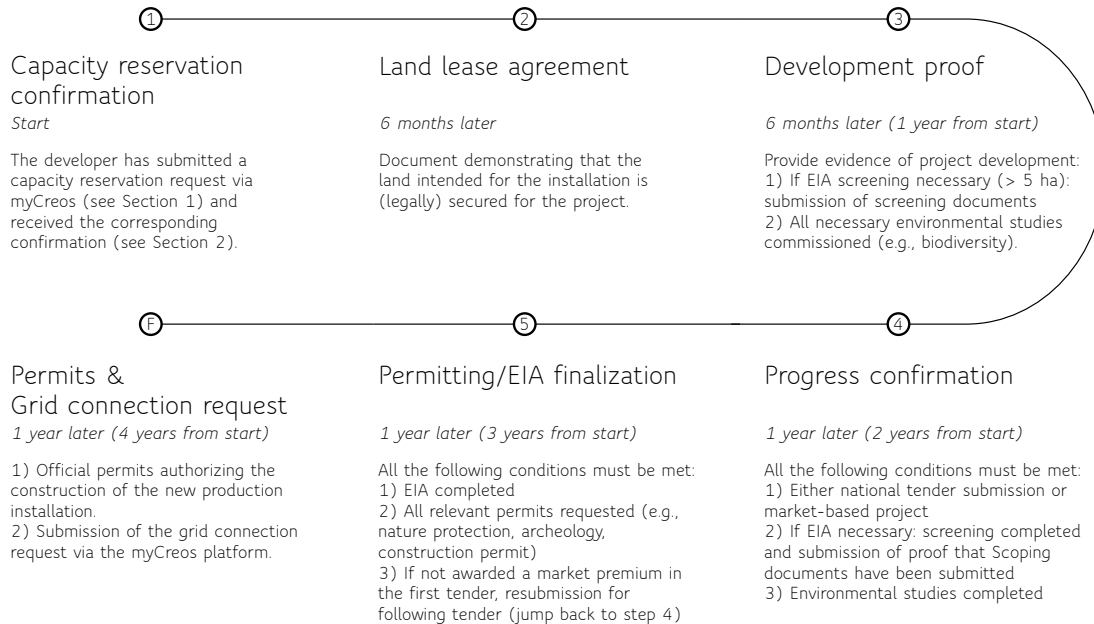 1
2
3
Capacity reservation
confirmation
Start
The developer has submitted a
capacity reservation request via
myCreos (see Section 1) and
received the corresponding
confirmation (see Section 2).
Land lease agreement
6 months later
Document demonstrating that the
land intended for the installation is
(legally) secured for the project.
Development proof
6 months later (1 year from start)
Provide evidence of project development:
1) If EIA screening necessary (> 5 ha):
submission of screening documents
2) All necessary environmental studies
commissioned (e.g., biodiversity).
4
Progress confirmation
1 year later (2 years from start)
All the following conditions must be met:
1) Either national tender submission or
market-based project
2) If EIA necessary: screening completed
and submission of proof that Scoping
documents have been submitted
3) Environmental studies completed
5
Permitting/EIA finalization
1 year later (3 years from start)
All the following conditions must be met:
1) EIA completed
2) All relevant permits requested (e.g.,
nature protection, archeology,
construction permit)
3) If not awarded a market premium in
the first tender, resubmission for
following tender (jump back to step 4)
F
Permits &
Grid connection request
1 year later (4 years from start)
1) Official permits authorizing the
construction of the new production
installation.
2) Submission of the grid connection
request via the myCreos platform.